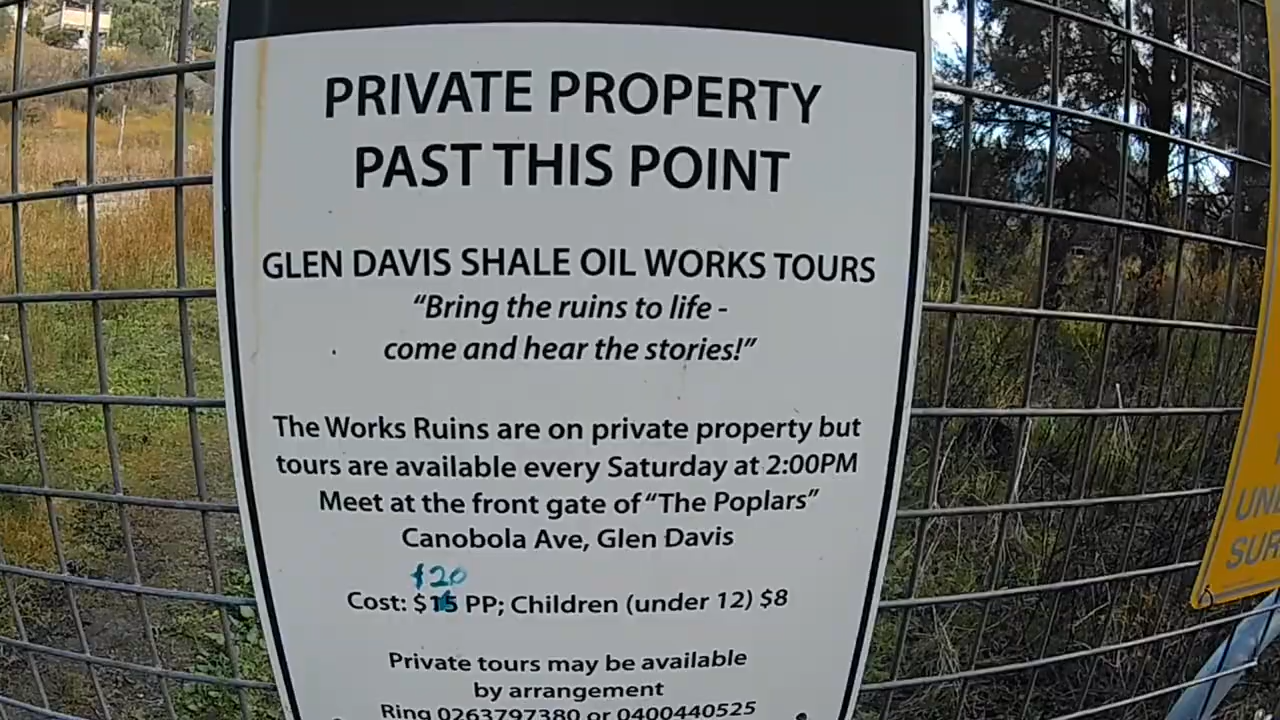 PRIVATE PROPERTY
PAST THIS POINT
GLEN DAVIS SHALE OIL WORKS TOURS
“Bring the ruins to life -
come and hear the stories!”
The Works Ruins are on private property but
tours are available every Saturday at 2:00PM
Meet at the front gate of “The Poplars”
Canobola Ave, Glen Davis
$20
Cost: $15 PP; Children (under 12) $8
Private tours may be available
by arrangement
Ring 0263797380 or 0400440525